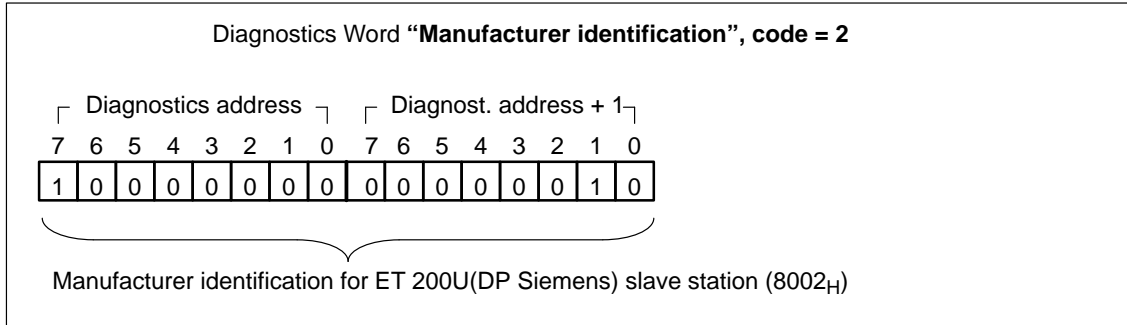 Diagnostics Word “Manufacturer identification”, code = 2
Diagnostics address Diagnost. address + 1
7 6 5 4 3 2 1 0 7 6 5 4 3 2 1 0
1 0 0 0 0 0 0 0 0 0 0 0 0 0 1 0
Manufacturer identification for ET 200U(DP Siemens) slave station (8002H)